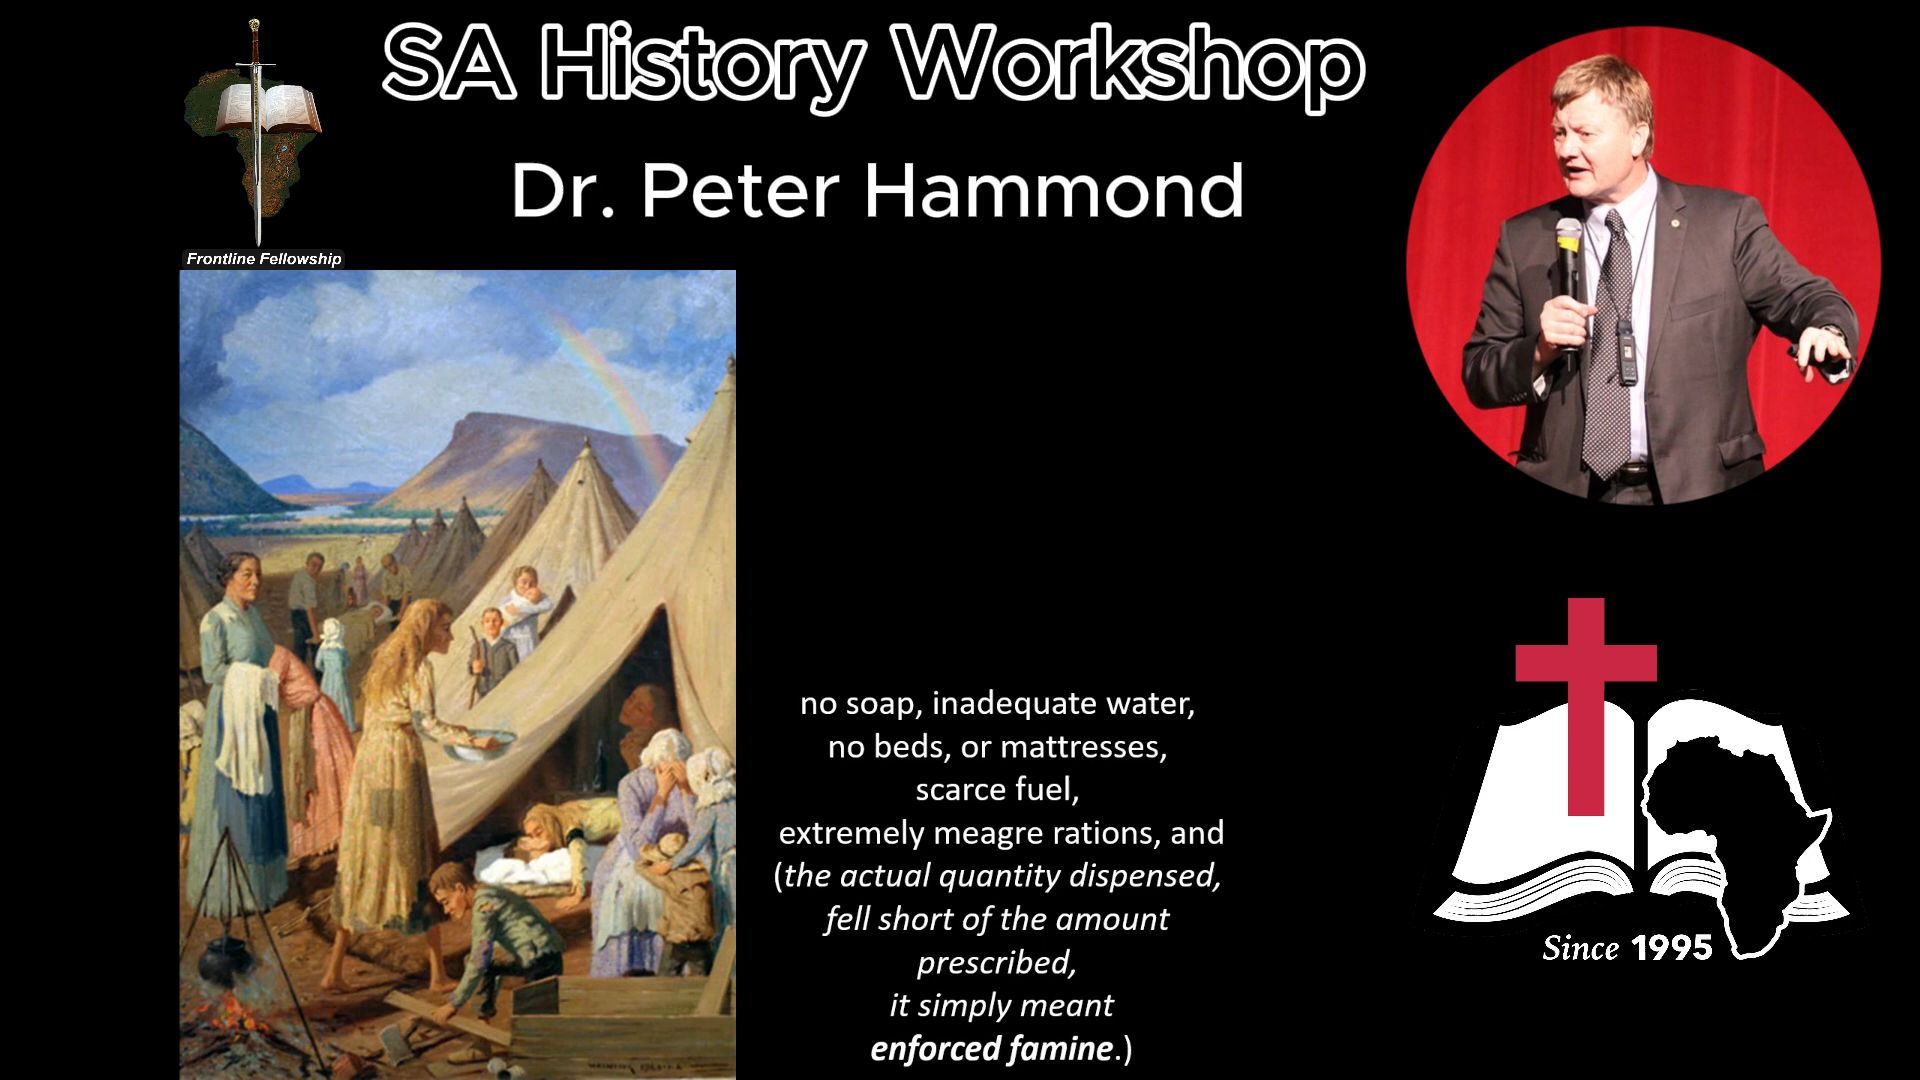 SA History Workshop
Dr. Peter Hammond
Frontline Fellowship
no soap, inadequate water,
no beds, or mattresses,
scarce fuel,
extremely meagre rations, and
(the actual quantity dispensed,
fell short of the amount
prescribed,
it simply meant
enforced famine.)
Since 1995